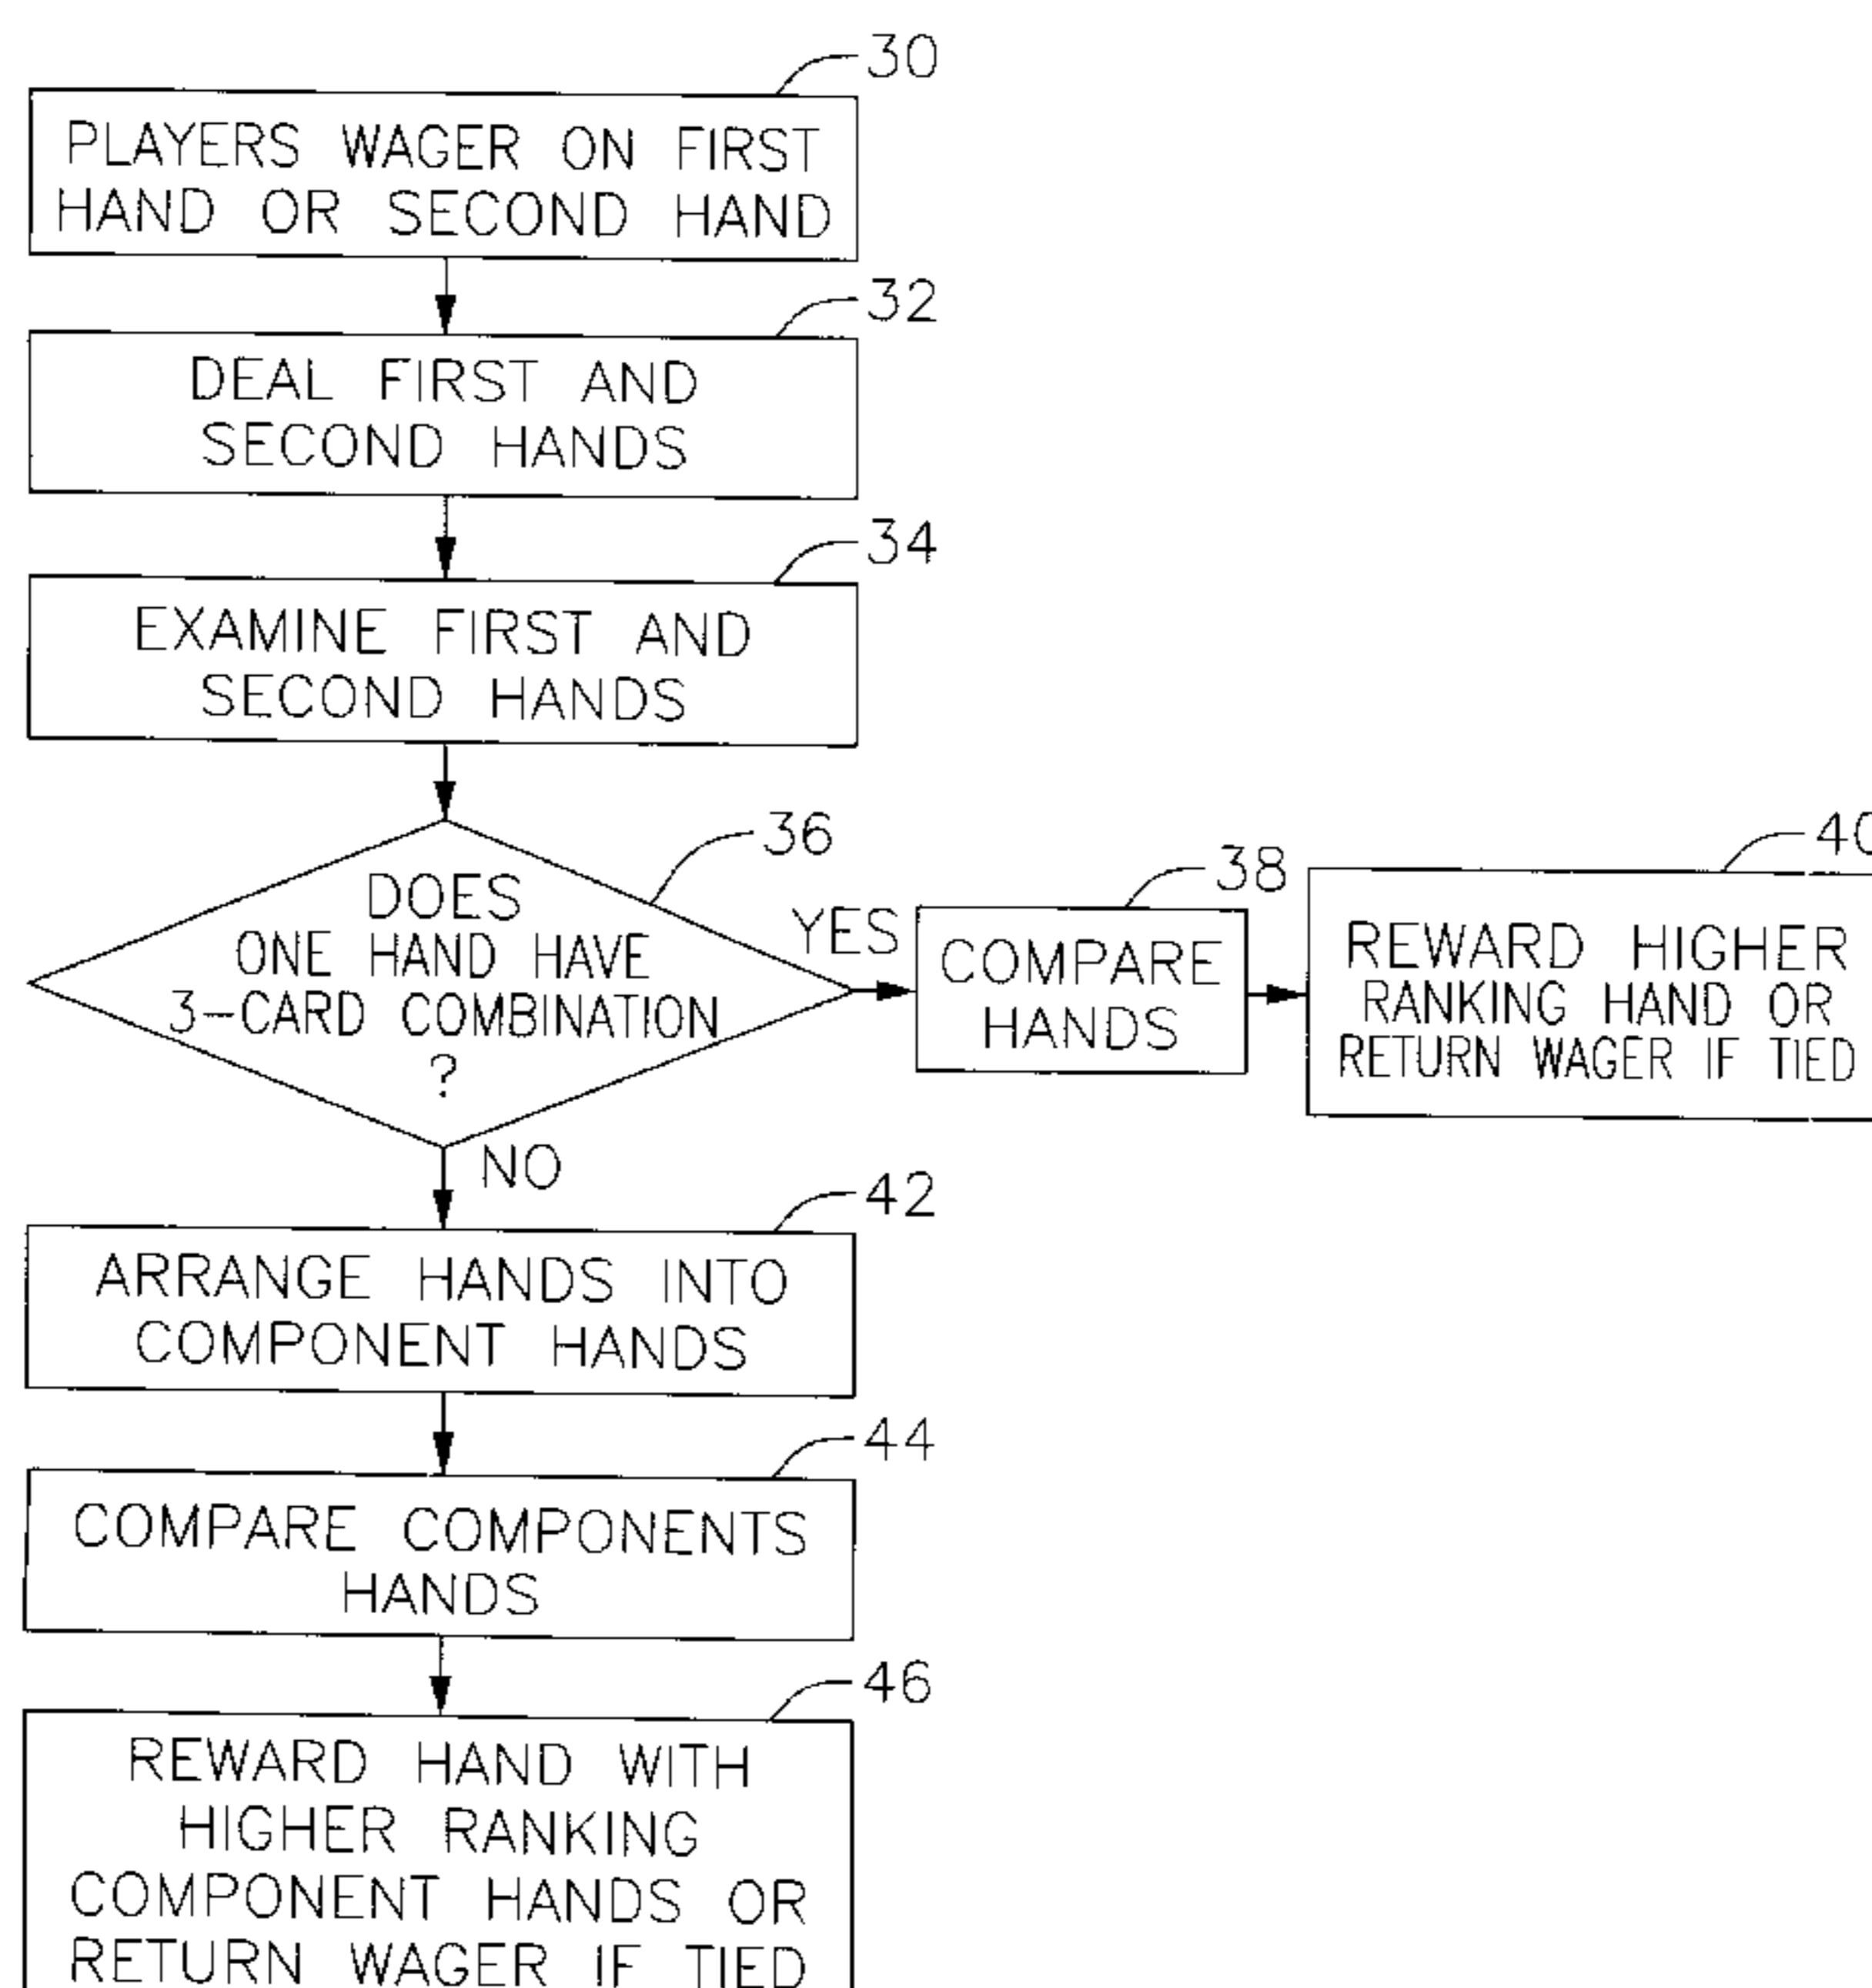 30
PLAYERS WAGER ON FIRST
HAND OR SECOND HAND
32
DEAL FIRST AND
SECOND HANDS
34
EXAMINE FIRST AND
SECOND HANDS
36
DOES
ONE HAND HAVE
3-CARD COMBINATION
?
YES
38
COMPARE
HANDS
40
REWARD HIGHER
RANKING HAND OR
RETURN WAGER IF TIED
NO
42
ARRANGE HANDS INTO
COMPONENT HANDS
44
COMPARE COMPONENTS
HANDS
46
REWARD HAND WITH
HIGHER RANKING
COMPONENT HANDS OR
RETURN WAGER IF TIED